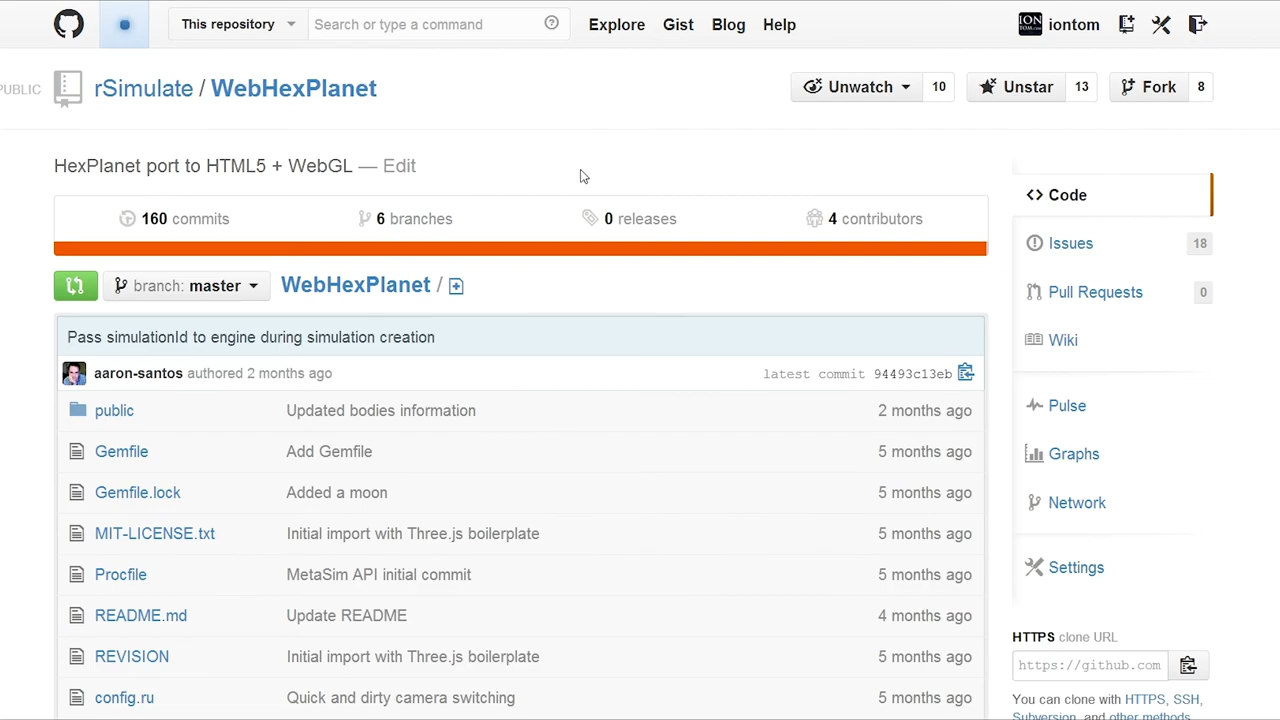 This repository Search or type a command Explore Gist Blog Help ION TOM.COM iontom
PUBLIC rSimulate / WebHexPlanet Unwatch 10 Unstar 13 Fork 8
HexPlanet port to HTML5 + WebGL — Edit
160 commits 6 branches 0 releases 4 contributors
branch: master WebHexPlanet /
Pass simulationId to engine during simulation creation
aaron-santos authored 2 months ago latest commit 94493c13eb
public Updated bodies information 2 months ago
Gemfile Add Gemfile 5 months ago
Gemfile.lock Added a moon 5 months ago
MIT-LICENSE.txt Initial import with Three.js boilerplate 5 months ago
Procfile MetaSim API initial commit 5 months ago
README.md Update README 4 months ago
REVISION Initial import with Three.js boilerplate 5 months ago
config.ru Quick and dirty camera switching 5 months ago
Code
Issues 18
Pull Requests 0
Wiki
Pulse
Graphs
Network
Settings
HTTPS clone URL
https://github.com
You can clone with HTTPS, SSH,
Subversion, and other methods.